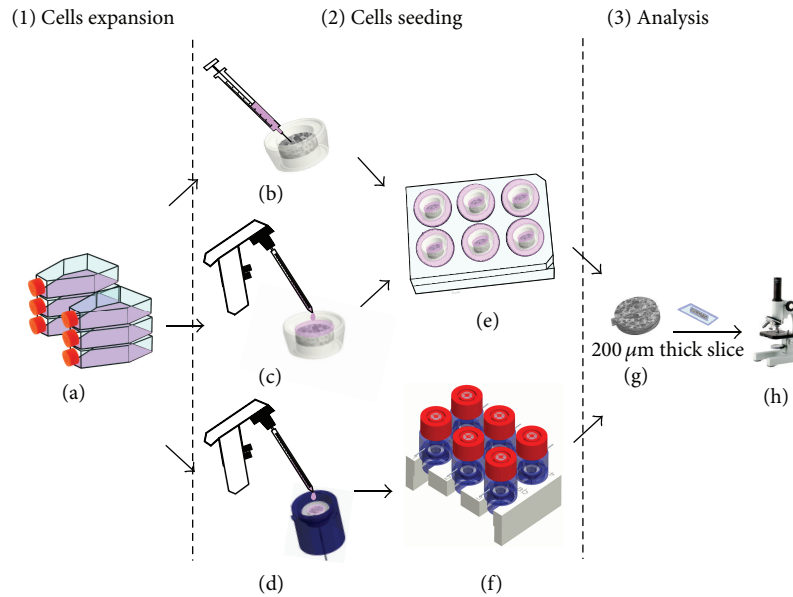 (1) Cells expansion
(2) Cells seeding
(3) Analysis
(b)
(a)
(c)
(e)
200 μm thick slice
(g)
(h)
(d)
(f)